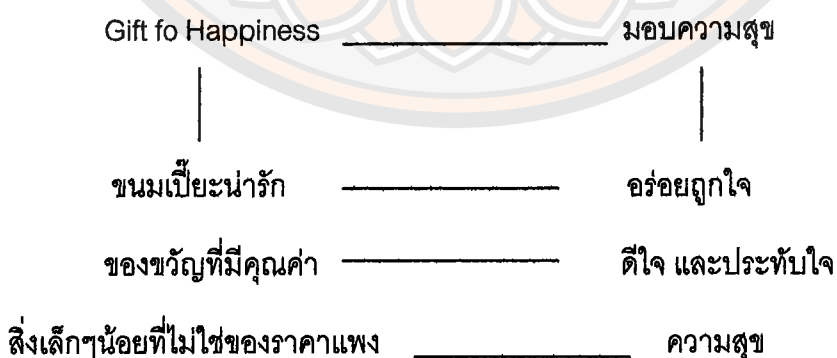 Gift fo Happiness มอบความสุข
ขนมเปี๊ยะน่ารัก อร่อยถูกใจ
ของขวัญที่มีคุณค่า ดีใจ และประทับใจ
สิ่งเล็กๆน้อยที่ไม่ใช่ของราคาแพง ความสุข